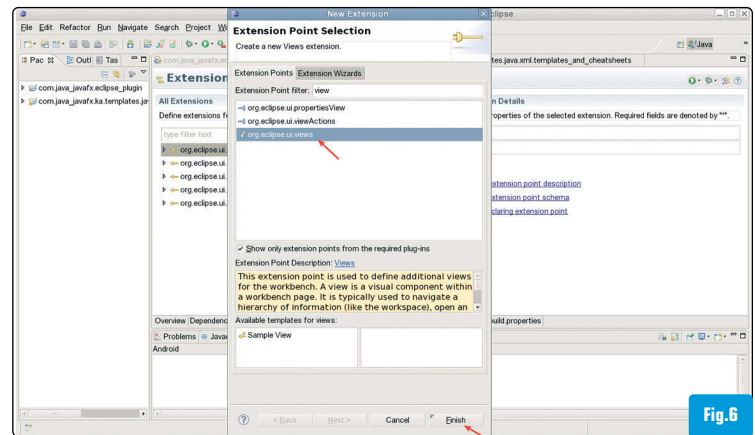 New Extension
clipse
File Edit Refactor Run Navigate Search Project
Java
Pac Outl Tas
com.java_javafx.ec
tes.java.xml.templates_and_cheatsheets
com.java_javafx.eclipse_plugin
com.java_javafx.ka.templates.jav
Extension
All Extensions
Define extensions f
type filter text
org.eclipse.ui.
org.eclipse.ui.
org.eclipse.ui.
org.eclipse.ui.
org.eclipse.ui.
Overview Dependenc
Problems Javad
Android
Extension Point Selection
Create a new Views extension.
Extension Points Extension Wizards
Extension Point filter: view
org.eclipse.ui.propertiesView
org.eclipse.ui.viewActions
org.eclipse.ui.views
Show only extension points from the required plug-ins
Extension Point Description: Views
This extension point is used to define additional views
for the workbench. A view is a visual component within
a workbench page. It is typically used to navigate a
hierarchy of information (like the workspace), open an
Available templates for views:
Sample View
< Back Next > Cancel Finish
n Details
roperties of the selected extension. Required fields are denoted by "*".
xtension point description
xtension point schema
claring extension point
uild.properties
Fig.6